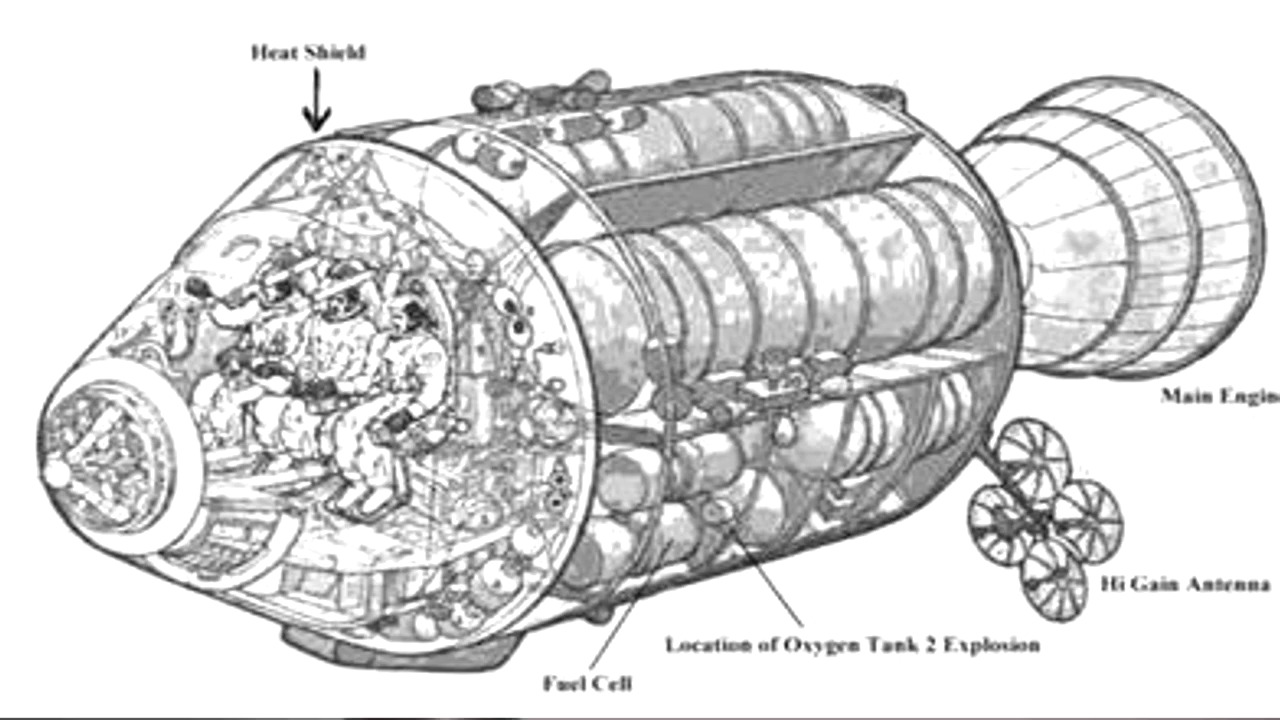 Heat Shield
Main Engin
Hi Gain Antenna
Location of Oxygen Tank 2 Explosion
Fuel Cell